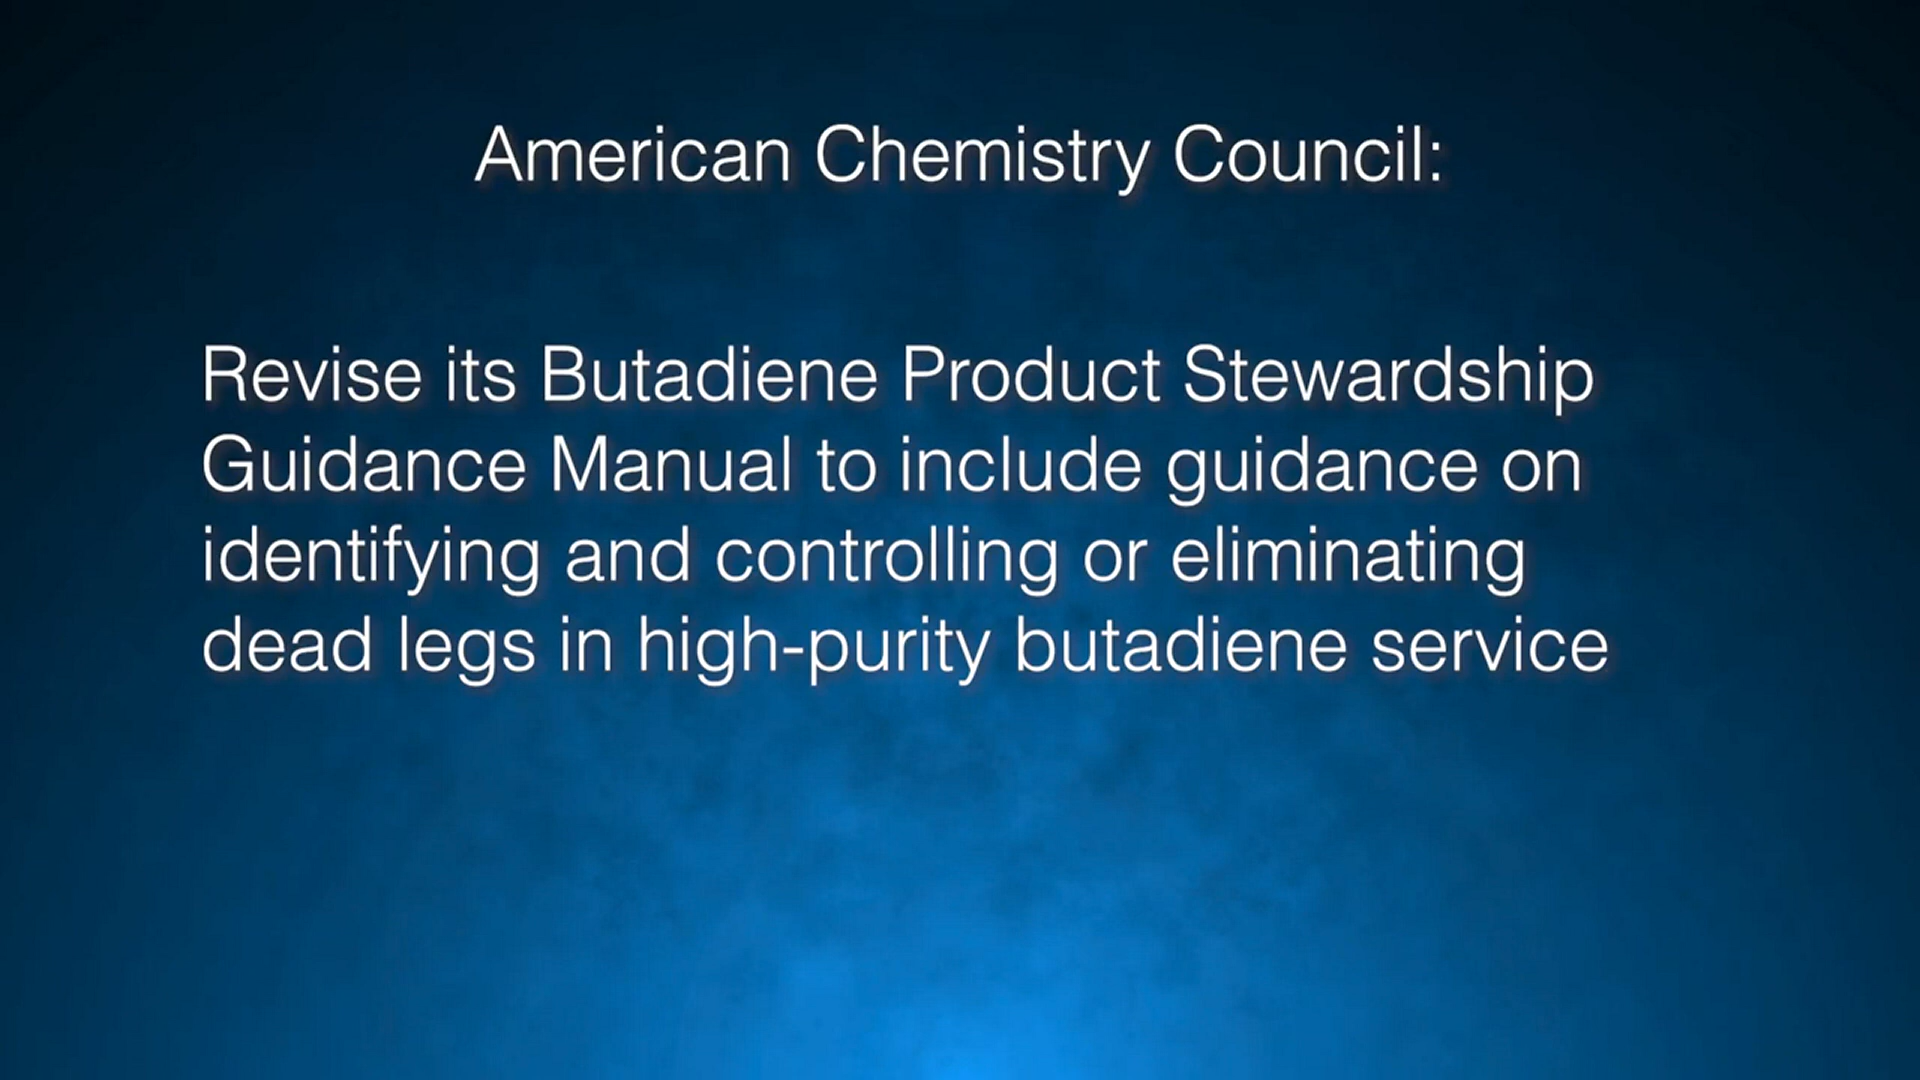 American Chemistry Council:
Revise its Butadiene Product Stewardship
Guidance Manual to include guidance on
identifying and controlling or eliminating
dead legs in high-purity butadiene service